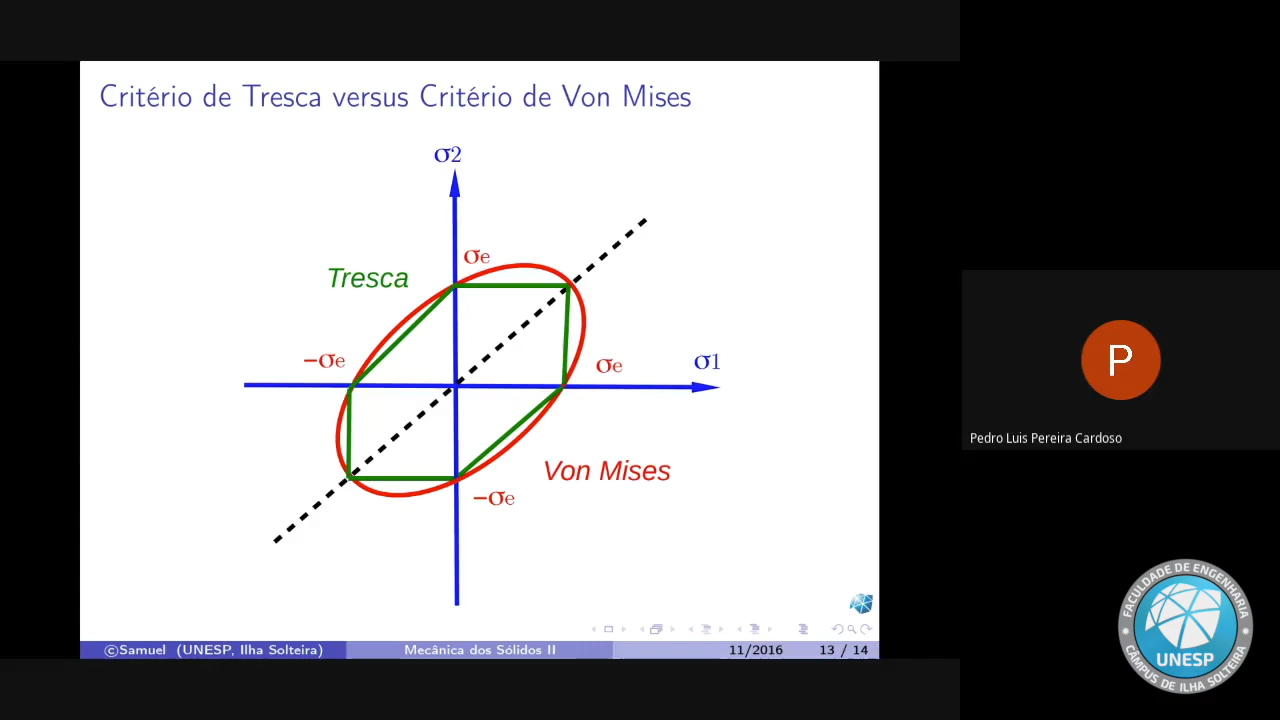 Critério de Tresca versus Critério de Von Mises
σ2
σe
Tresca
−σe
σe
σ1
Von Mises
−σe
©Samuel (UNESP, Ilha Solteira)
Mecânica dos Sólidos II
11/2016
13 / 14
P
Pedro Luis Pereira Cardoso
FACULDADE DE ENGENHARIA
UNESP
CÂMPUS DE ILHA SOLTEIRA